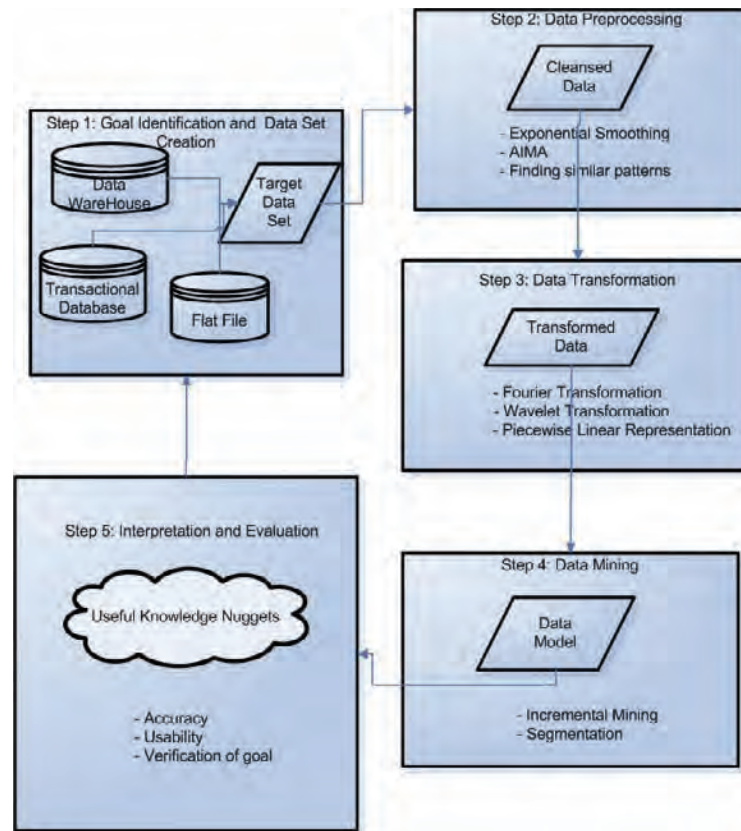 Step 1: Goal Identification and Data Set
Creation
Data
WareHouse
Target
Data
Set
Transactional
Database
Flat File
Step 2: Data Preprocessing
Cleansed
Data
- Exponential Smoothing
- AIMA
- Finding similar patterns
Step 3: Data Transformation
Transformed
Data
- Fourier Transformation
- Wavelet Transformation
- Piecewise Linear Representation
Step 4: Data Mining
Data
Model
- Incremental Mining
- Segmentation
Step 5: Interpretation and Evaluation
Useful Knowledge Nuggets
- Accuracy
- Usability
- Verification of goal